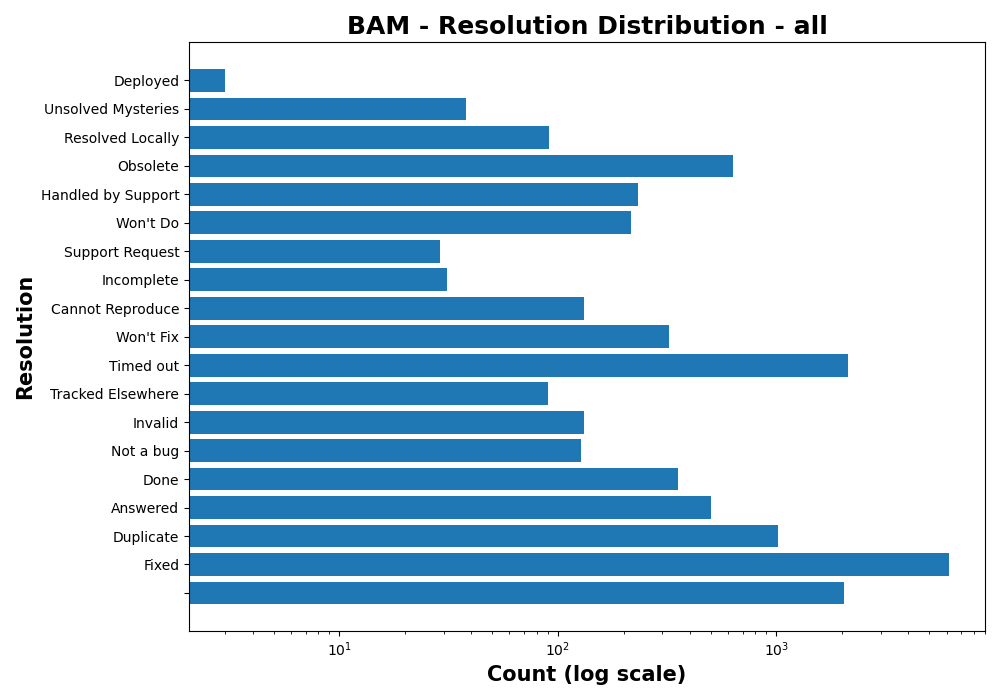 BAM - Resolution Distribution - all
Resolution
Deployed
Unsolved Mysteries
Resolved Locally
Obsolete
Handled by Support
Won't Do
Support Request
Incomplete
Cannot Reproduce
Won't Fix
Timed out
Tracked Elsewhere
Invalid
Not a bug
Done
Answered
Duplicate
Fixed
10¹ 10² 10³
Count (log scale)